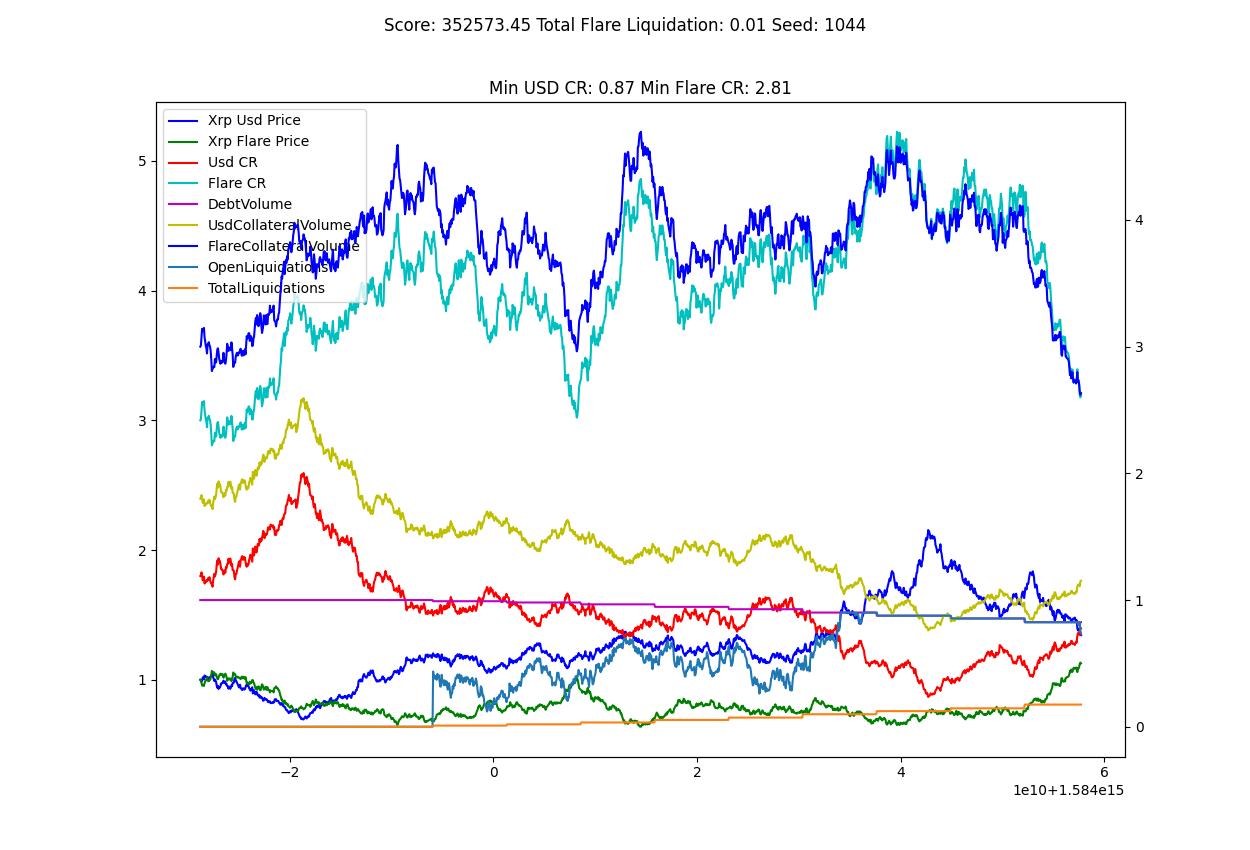 Score: 352573.45 Total Flare Liquidation: 0.01 Seed: 1044
Min USD CR: 0.87 Min Flare CR: 2.81
Xrp Usd Price
Xrp Flare Price
Usd CR
Flare CR
DebtVolume
UsdCollateralVolume
FlareCollateralVolume
OpenLiquidations
TotalLiquidations
5
4
3
2
1
4
3
2
1
0
−2 0 2 4 6
1e10+1.584e15